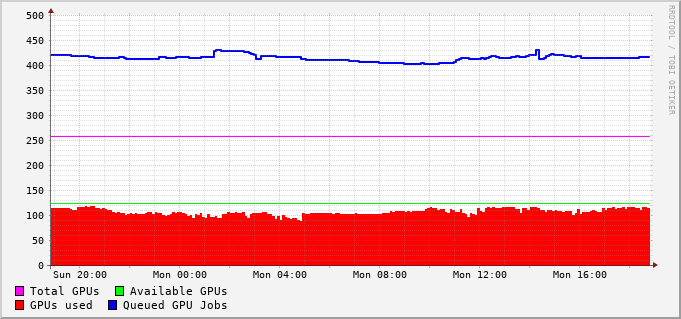 500
450
400
350
300
250
200
150
100
50
0
Sun 20:00 Mon 00:00 Mon 04:00 Mon 08:00 Mon 12:00 Mon 16:00
Total GPUs Available GPUs
GPUs used Queued GPU Jobs
RRDTOOL / TOBI OETIKER